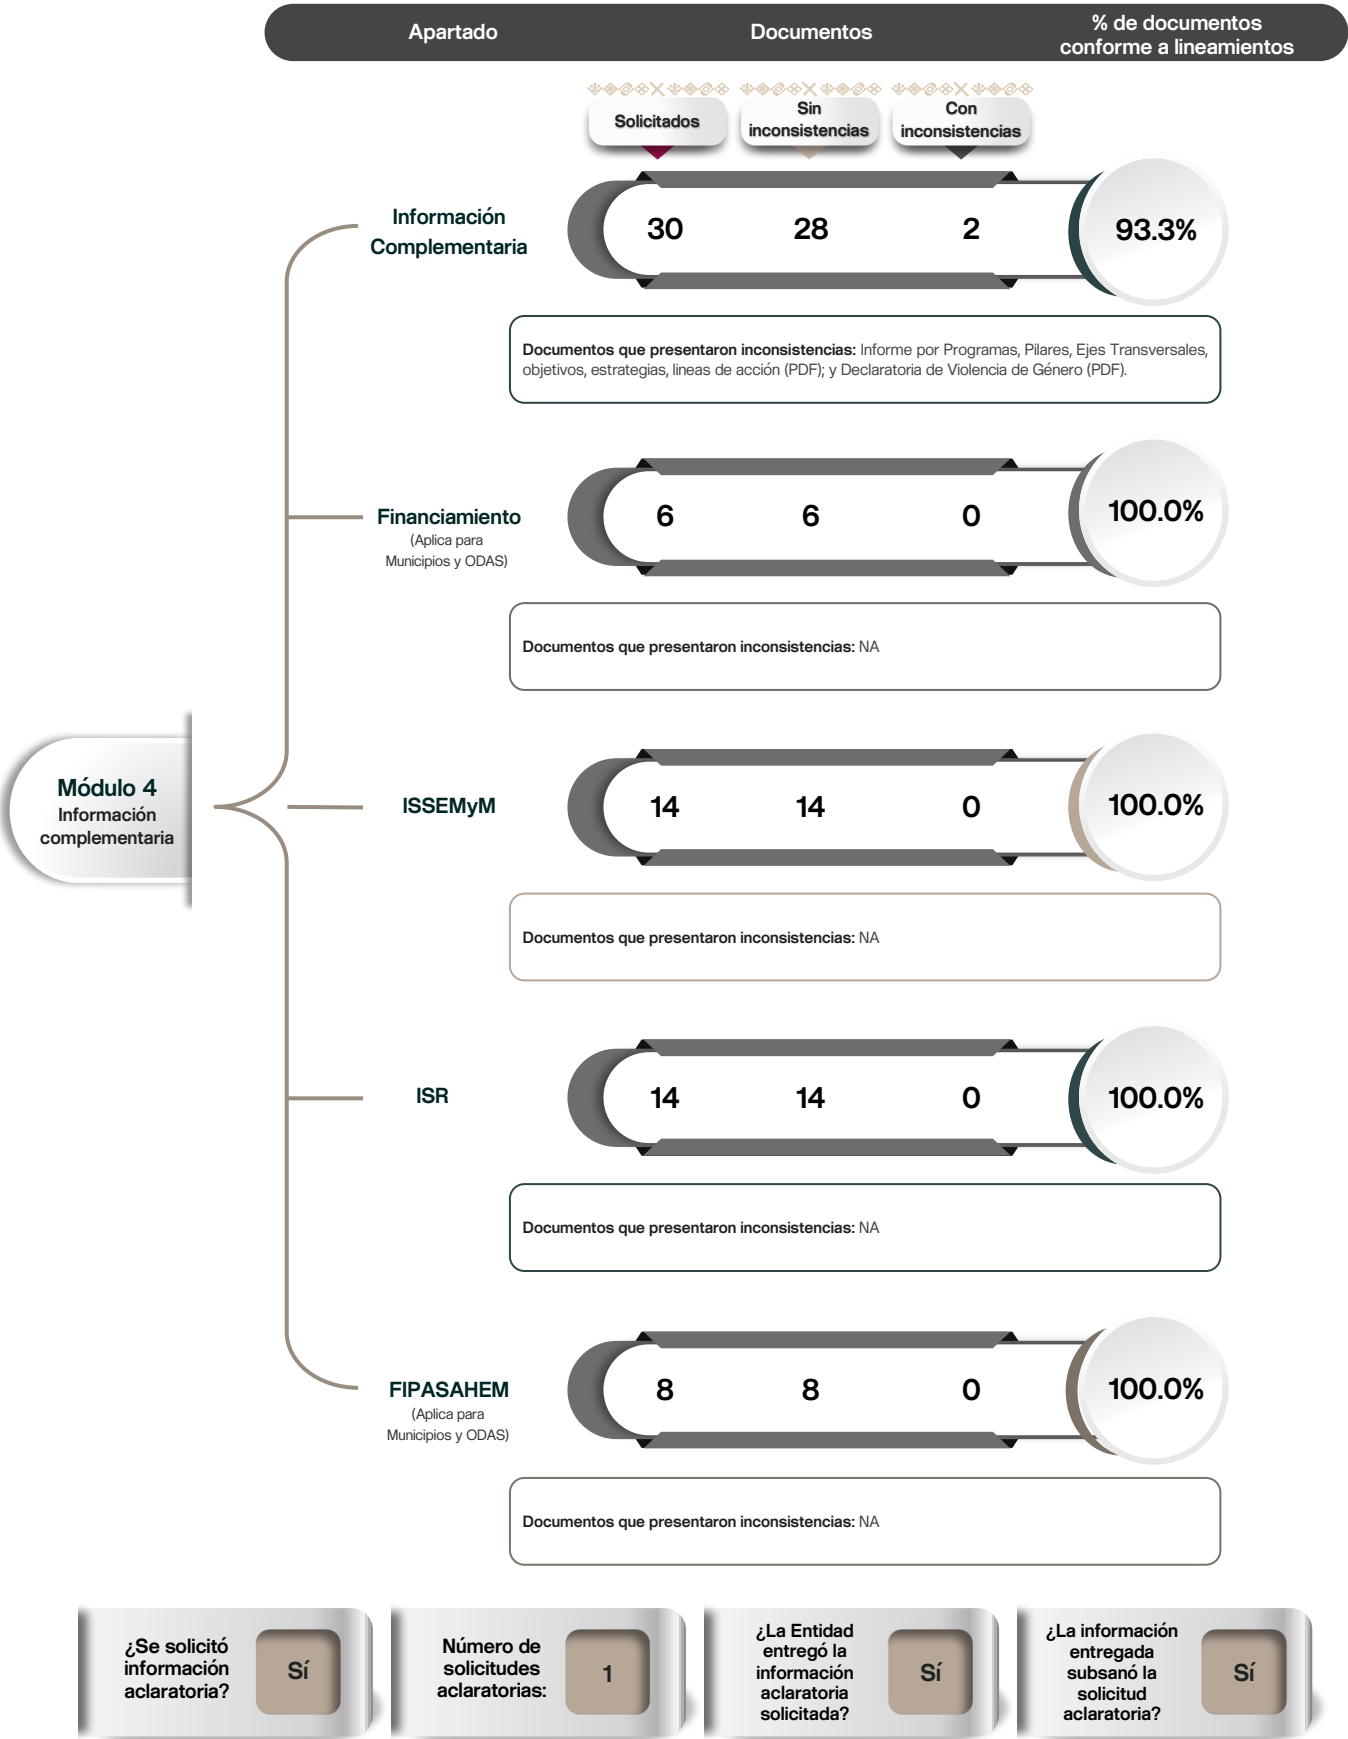 Apartado
Documentos
% de documentos
conforme a lineamientos
Solicitados
Sin
inconsistencias
Con
inconsistencias
Información
Complementaria
30
28
2
93.3%
Documentos que presentaron inconsistencias: Informe por Programas, Pilares, Ejes Transversales,
objetivos, estrategias, lineas de acción (PDF); y Declaratoria de Violencia de Género (PDF).
Financiamiento
(Aplica para
Municipios y ODAS)
6
6
0
100.0%
Documentos que presentaron inconsistencias: NA
Módulo 4
Información
complementaria
ISSEMyM
14
14
0
100.0%
Documentos que presentaron inconsistencias: NA
ISR
14
14
0
100.0%
Documentos que presentaron inconsistencias: NA
FIPASAHEM
(Aplica para
Municipios y ODAS)
8
8
0
100.0%
Documentos que presentaron inconsistencias: NA
¿Se solicitó
información
aclaratoria?
Sí
Número de
solicitudes
aclaratorias:
1
¿La Entidad
entregó la
información
aclaratoria
solicitada?
Sí
¿La información
entregada
subsanó la
solicitud
aclaratoria?
Sí